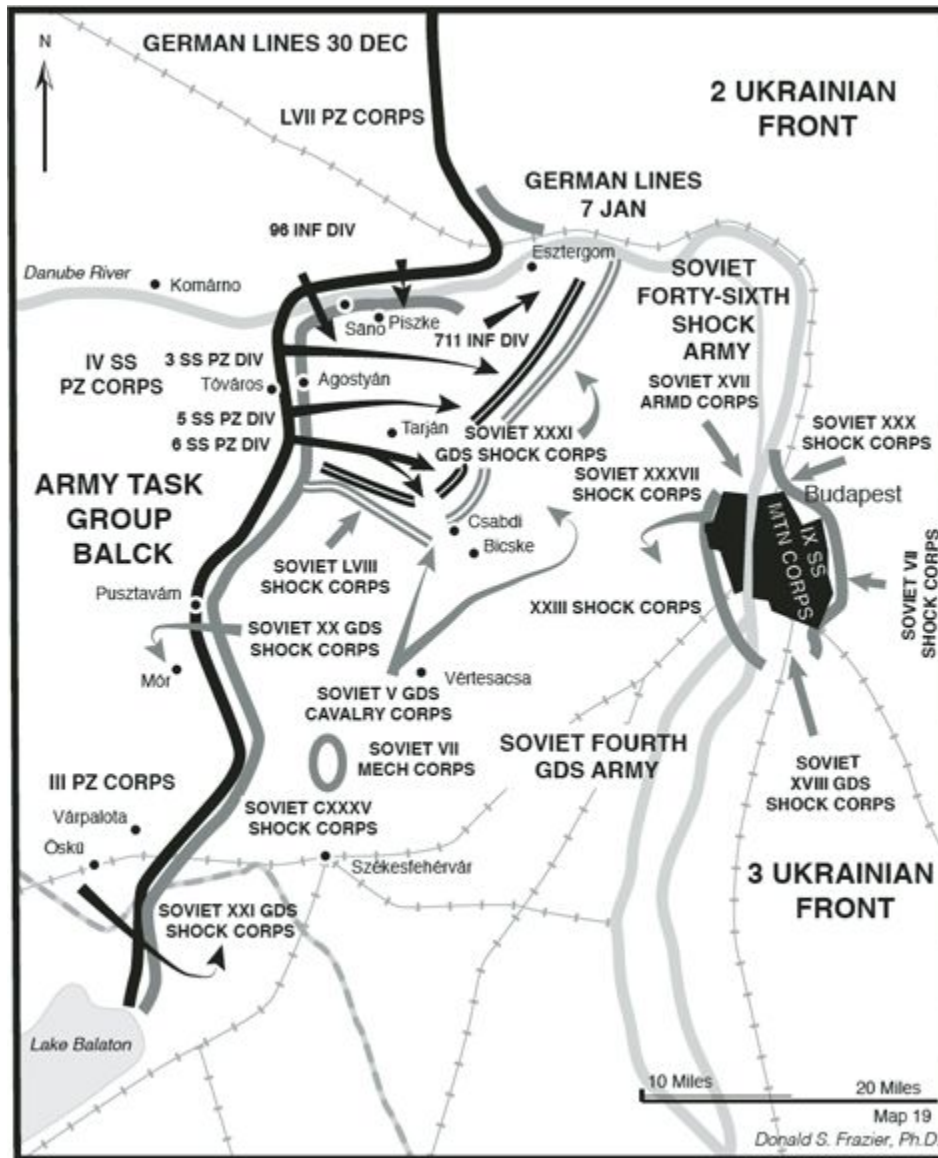 N
GERMAN LINES 30 DEC
LVII PZ CORPS
2 UKRAINIAN
FRONT
GERMAN LINES
7 JAN
96 INF DIV
Danube River
Komárno
Esztergom
SOVIET
FORTY-SIXTH
SHOCK
ARMY
Sáno
Piszke
711 INF DIV
IV SS
PZ CORPS
3 SS PZ DIV
Tóváros
Agostyán
5 SS PZ DIV
6 SS PZ DIV
Tarján
SOVIET XVII
ARMD CORPS
SOVIET XXX
SHOCK CORPS
SOVIET XXXI
GDS SHOCK CORPS
SOVIET XXXVII
SHOCK CORPS
Budapest
ARMY TASK
GROUP
BALCK
Csabdi
Bicske
IX SS
MTN CORPS
SOVIET VII
SHOCK CORPS
SOVIET LVIII
SHOCK CORPS
Pusztavám
XXIII SHOCK CORPS
SOVIET XX GDS
SHOCK CORPS
Mór
Vértesacsa
SOVIET V GDS
CAVALRY CORPS
SOVIET VII
MECH CORPS
SOVIET FOURTH
GDS ARMY
SOVIET
XVIII GDS
SHOCK CORPS
III PZ CORPS
Várpalota
Öskü
SOVIET CXXXV
SHOCK CORPS
Székesfehérvár
3 UKRAINIAN
FRONT
SOVIET XXI GDS
SHOCK CORPS
Lake Balaton
10 Miles
20 Miles
Map 19
Donald S. Frazier, Ph.D.